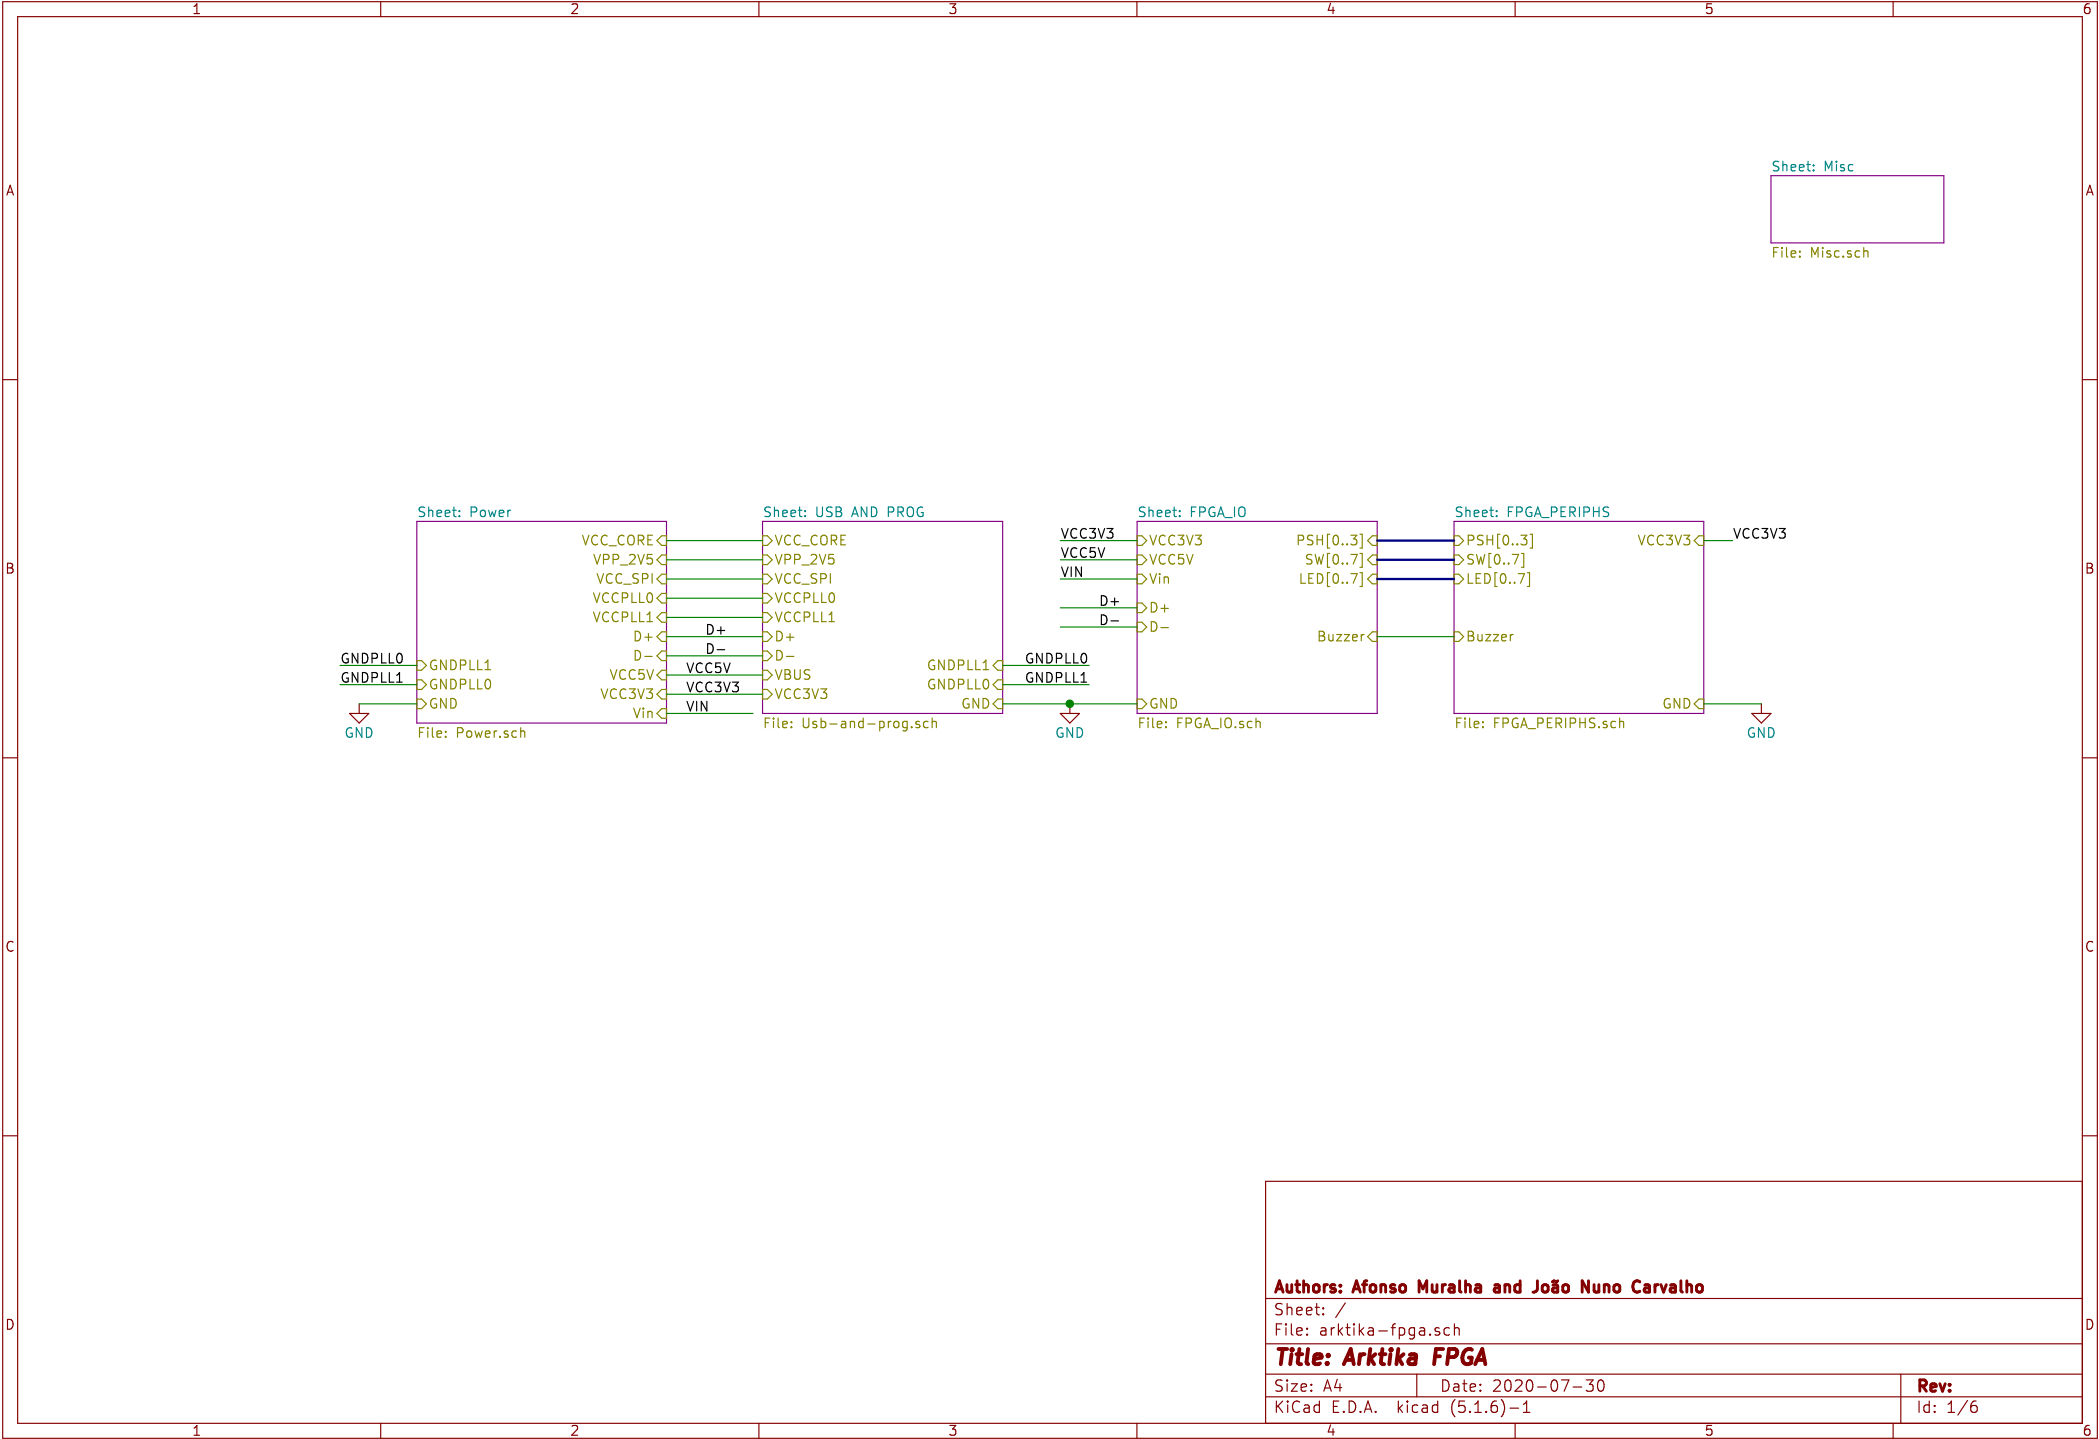 1 2 3 4 5 6
A A
Sheet: Misc
File: Misc.sch
B B
Sheet: Power
VCC_CORE
VPP_2V5
VCC_SPI
VCCPLL0
VCCPLL1
D+
D-
VCC5V
VCC3V3
Vin
GNDPLL0
GNDPLL1
GNDPLL1
GNDPLL0
GND
GND
File: Power.sch
D+
D-
VCC5V
VCC3V3
VIN
Sheet: USB AND PROG
VCC_CORE
VPP_2V5
VCC_SPI
VCCPLL0
VCCPLL1
D+
D-
VBUS
VCC3V3
GNDPLL1
GNDPLL0
GND
File: Usb-and-prog.sch
GNDPLL0
GNDPLL1
GND
VCC3V3
VCC5V
VIN
D+
D-
Sheet: FPGA_IO
VCC3V3
VCC5V
Vin
D+
D-
GND
PSH[0..3]
SW[0..7]
LED[0..7]
Buzzer
File: FPGA_IO.sch
Sheet: FPGA_PERIPHS
PSH[0..3]
SW[0..7]
LED[0..7]
Buzzer
VCC3V3
GND
File: FPGA_PERIPHS.sch
VCC3V3
GND
C C
D D
Authors: Afonso Muralha and João Nuno Carvalho
Sheet: /
File: arktika-fpga.sch
Title: Arktika FPGA
Size: A4 Date: 2020-07-30 Rev:
KiCad E.D.A. kicad (5.1.6)-1 Id: 1/6
1 2 3 4 5 6